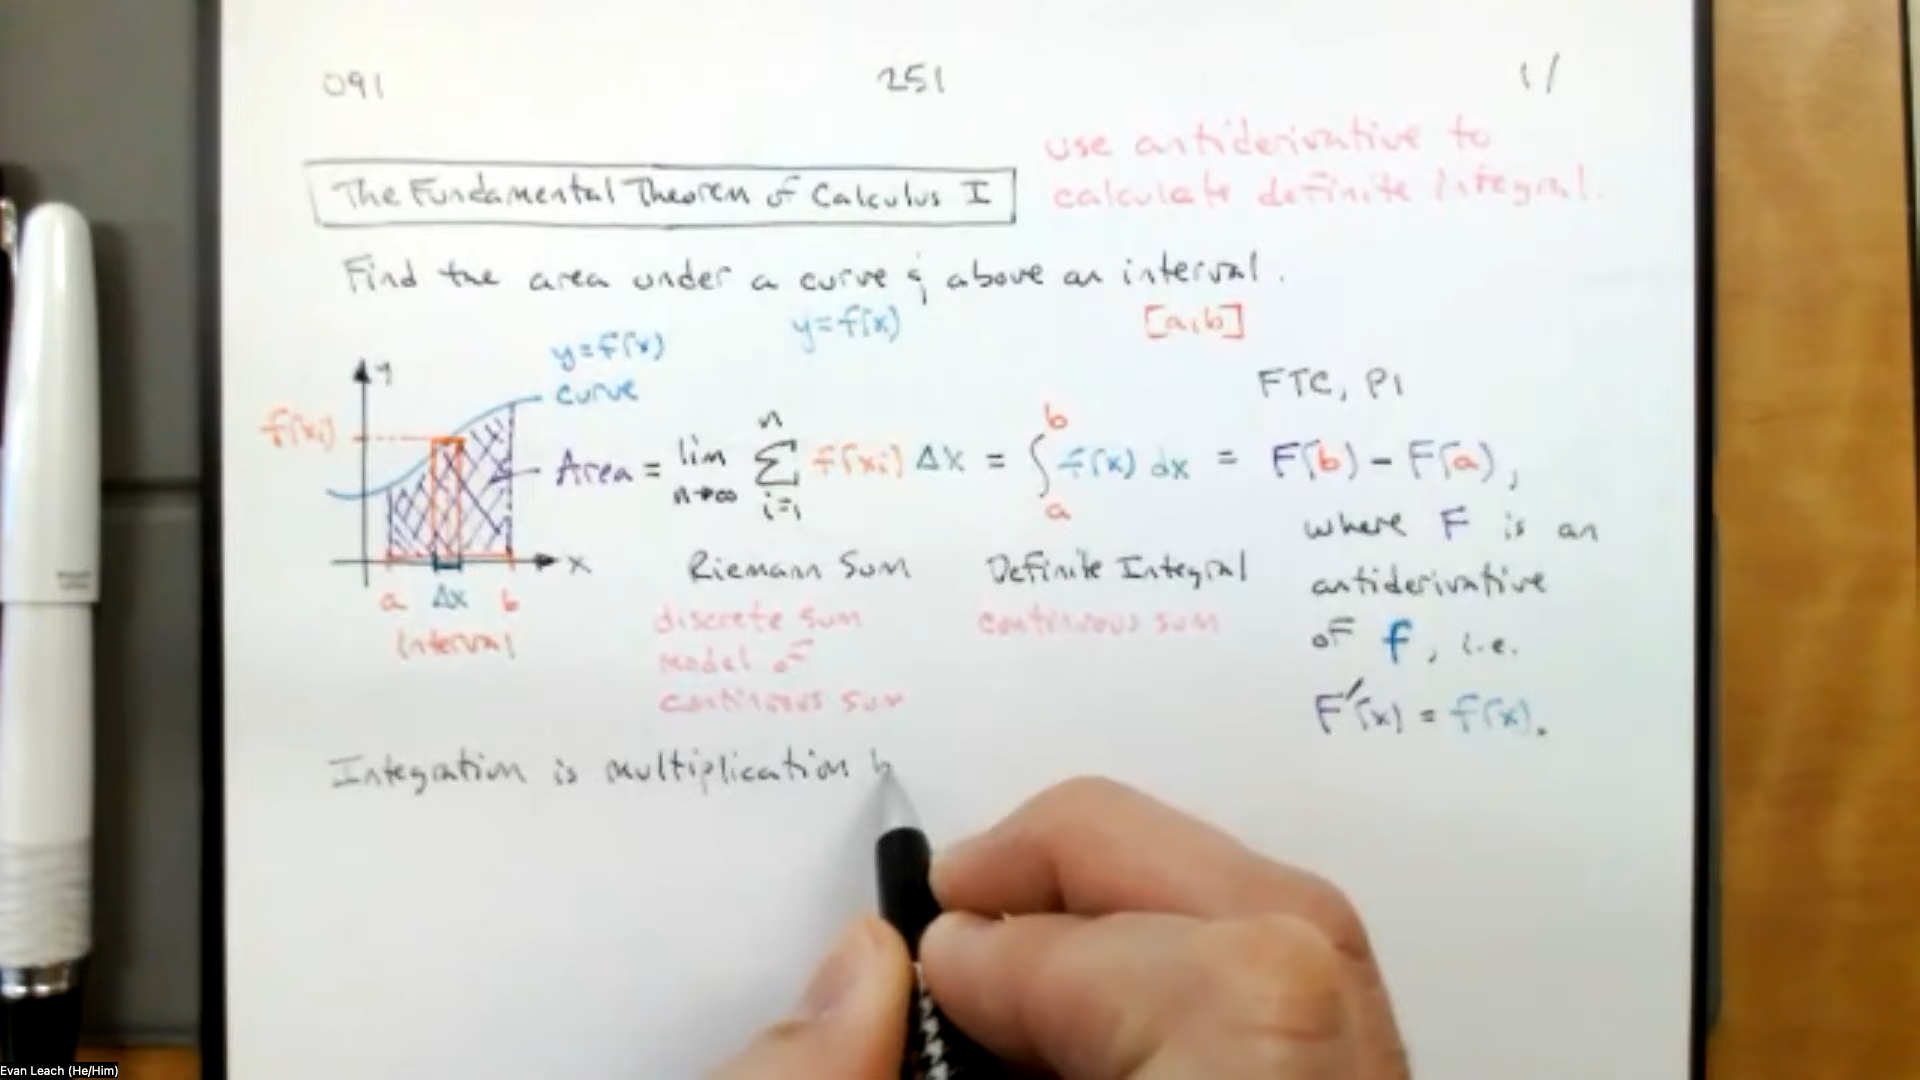 091 251 1/
The Fundamental Theorem of Calculus I
use antiderivative to
calculate definite integral.
Find the area under a curve & above an interval.
y=f(x) [a,b]
y=f(x)
curve
y
f(xi)
x
a Δx b
interval
FTC, P1
Area = lim n→∞ n Σ i=1 f(xi) Δx = ∫ b a f(x) dx = F(b) - F(a),
Riemann Sum
discrete sum
model of
continuous sum
Definite Integral
continuous sum
where F is an
antiderivative
of f, i.e.
F'(x) = f(x).
Integration is multiplication b
Evan Leach (He/Him)